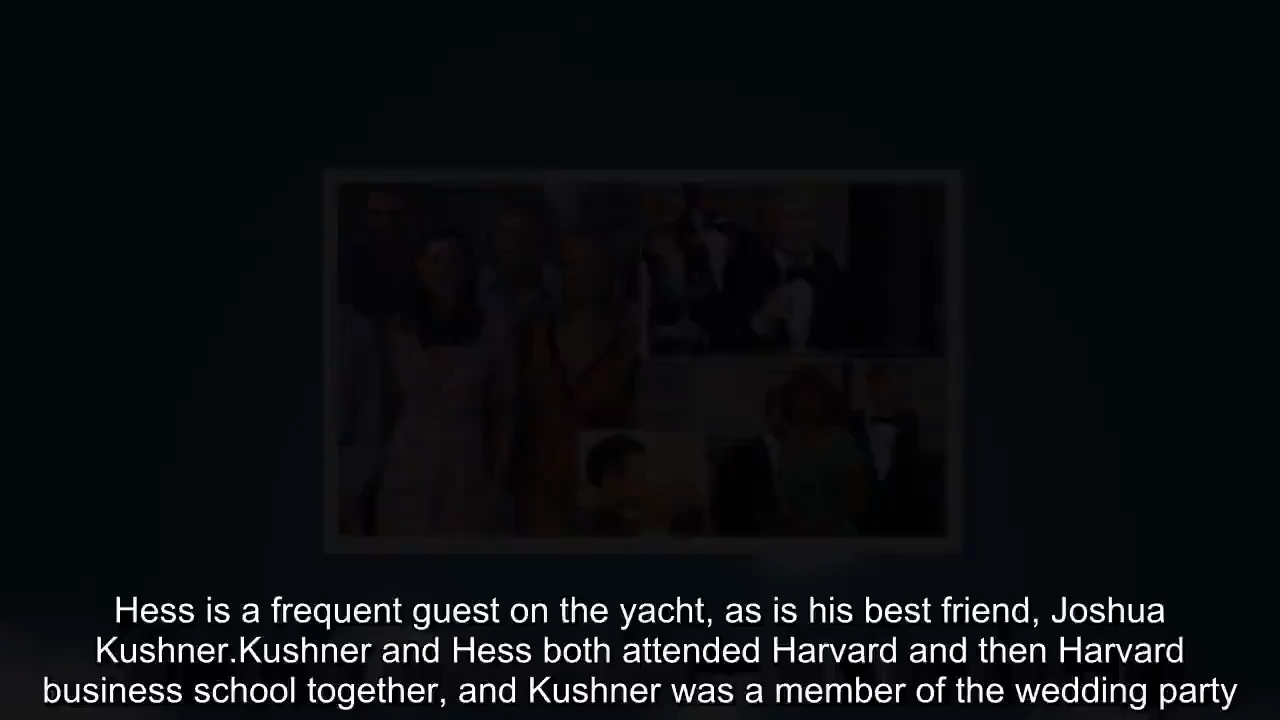 Hess is a frequent guest on the yacht, as is his best friend, Joshua
Kushner.Kushner and Hess both attended Harvard and then Harvard
business school together, and Kushner was a member of the wedding party